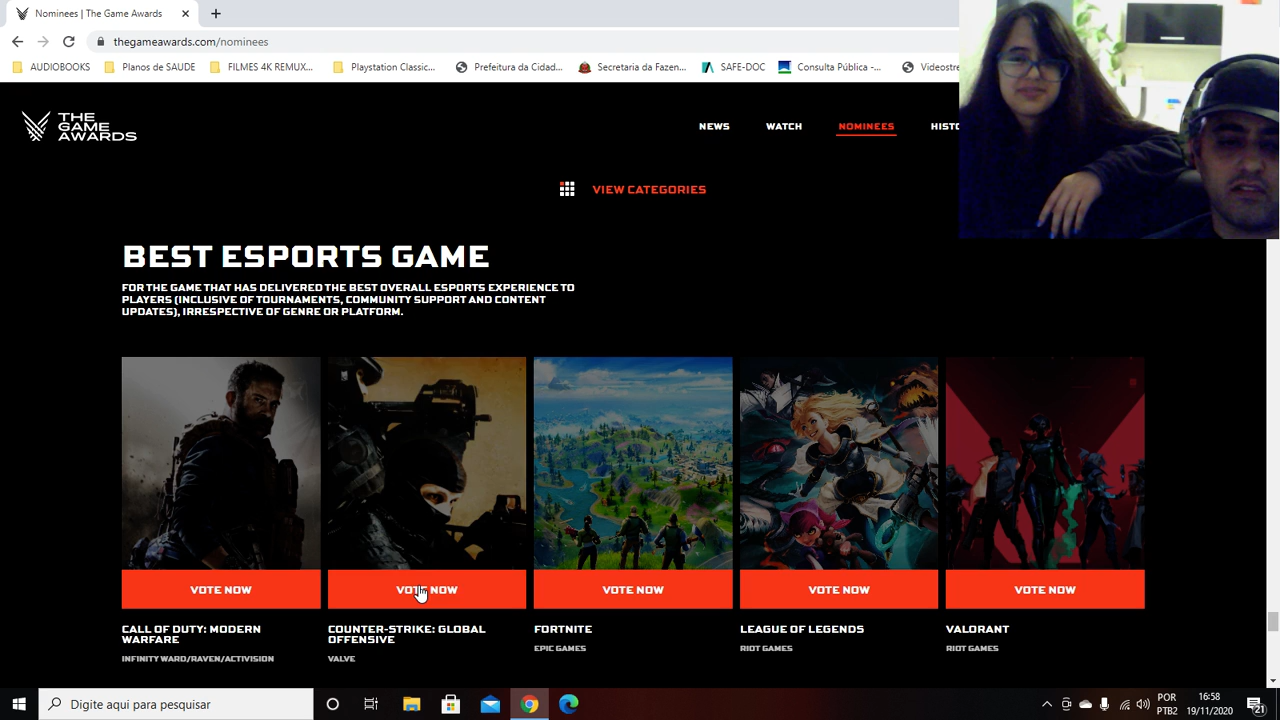 Nominees | The Game Awards
thegameawards.com/nominees
AUDIOBOOKS
Planos de SAUDE
FILMES 4K REMUX...
Playstation Classic...
Prefeitura da Cidad...
Secretaria da Fazen...
SAFE-DOC
Consulta Pública -...
Videostre
THE
GAME
AWARDS
NEWS
WATCH
NOMINEES
HISTO
VIEW CATEGORIES
BEST ESPORTS GAME
FOR THE GAME THAT HAS DELIVERED THE BEST OVERALL ESPORTS EXPERIENCE TO
PLAYERS (INCLUSIVE OF TOURNAMENTS, COMMUNITY SUPPORT AND CONTENT
UPDATES), IRRESPECTIVE OF GENRE OR PLATFORM.
VOTE NOW
VOTE NOW
VOTE NOW
VOTE NOW
VOTE NOW
CALL OF DUTY: MODERN
WARFARE
INFINITY WARD/RAVEN/ACTIVISION
COUNTER-STRIKE: GLOBAL
OFFENSIVE
VALVE
FORTNITE
EPIC GAMES
LEAGUE OF LEGENDS
RIOT GAMES
VALORANT
RIOT GAMES
Digite aqui para pesquisar
POR
PTB2
16:58
19/11/2020
21